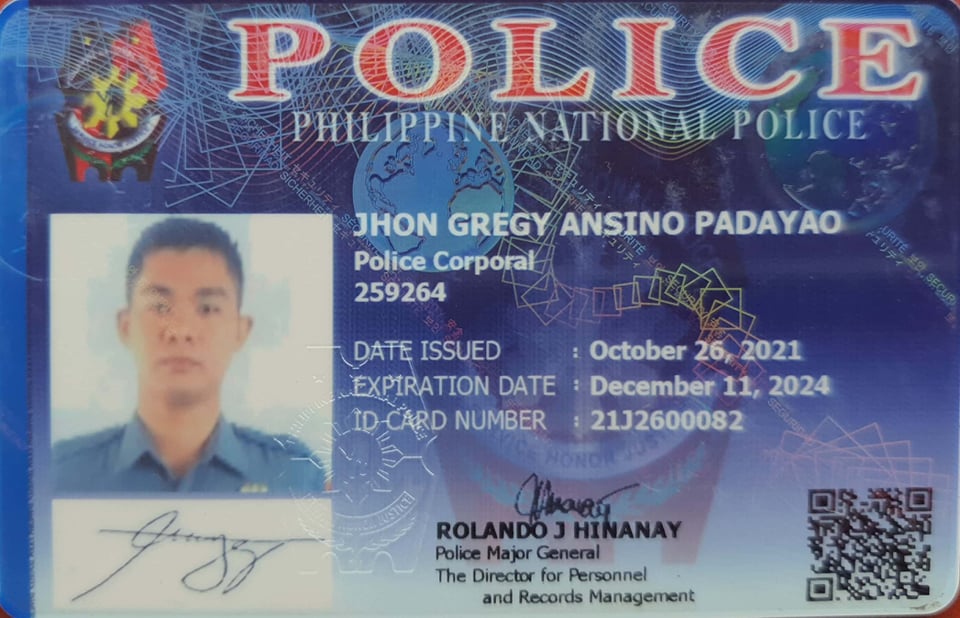 POLICE
PHILIPPINE NATIONAL POLICE
JHON GREGY ANSINO PADAYAO
Police Corporal
259264
DATE ISSUED : October 26, 2021
EXPIRATION DATE : December 11, 2024
ID CARD NUMBER : 21J2600082
ROLANDO J HINANAY
Police Major General
The Director for Personnel
and Records Management